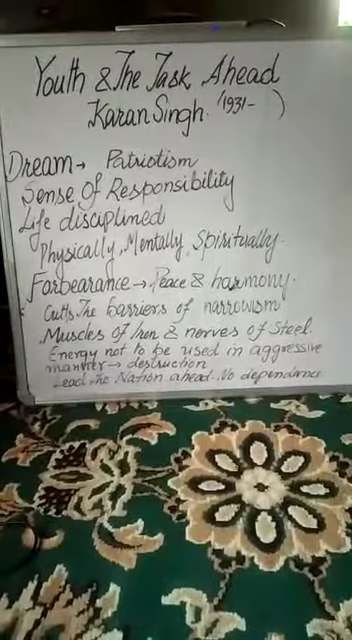 Youth & The Task Ahead
Karan Singh. (1931- )
Dream → Patriotism
Sense Of Responsibility
Life disciplined
Physically, Mentally, Spiritually.
Forbearance → Peace & harmony.
Cutts The barriers of narrowism
Muscles of Iron & nerves of Steel.
Energy not to be used in aggressive
manner → destruction
Lead The Nation ahead. No dependance